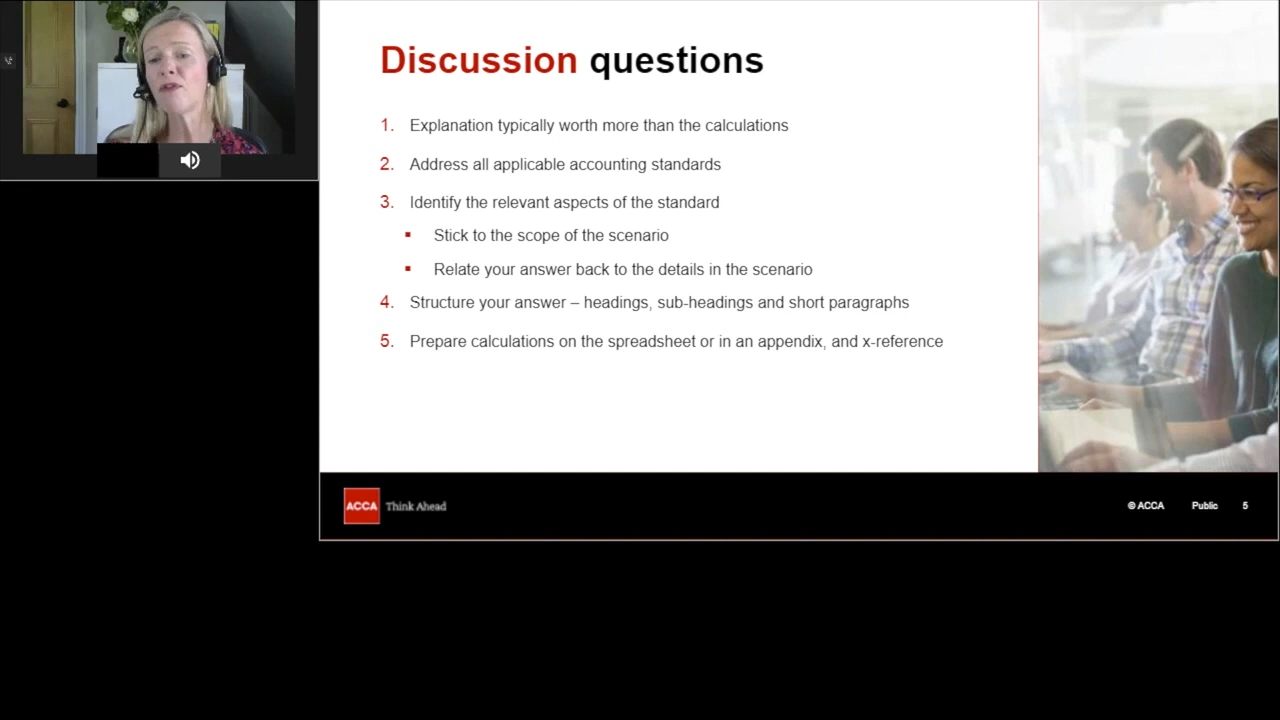 Discussion questions
1. Explanation typically worth more than the calculations
2. Address all applicable accounting standards
3. Identify the relevant aspects of the standard
▪ Stick to the scope of the scenario
▪ Relate your answer back to the details in the scenario
4. Structure your answer – headings, sub-headings and short paragraphs
5. Prepare calculations on the spreadsheet or in an appendix, and x-reference
ACCA Think Ahead
© ACCA Public 5